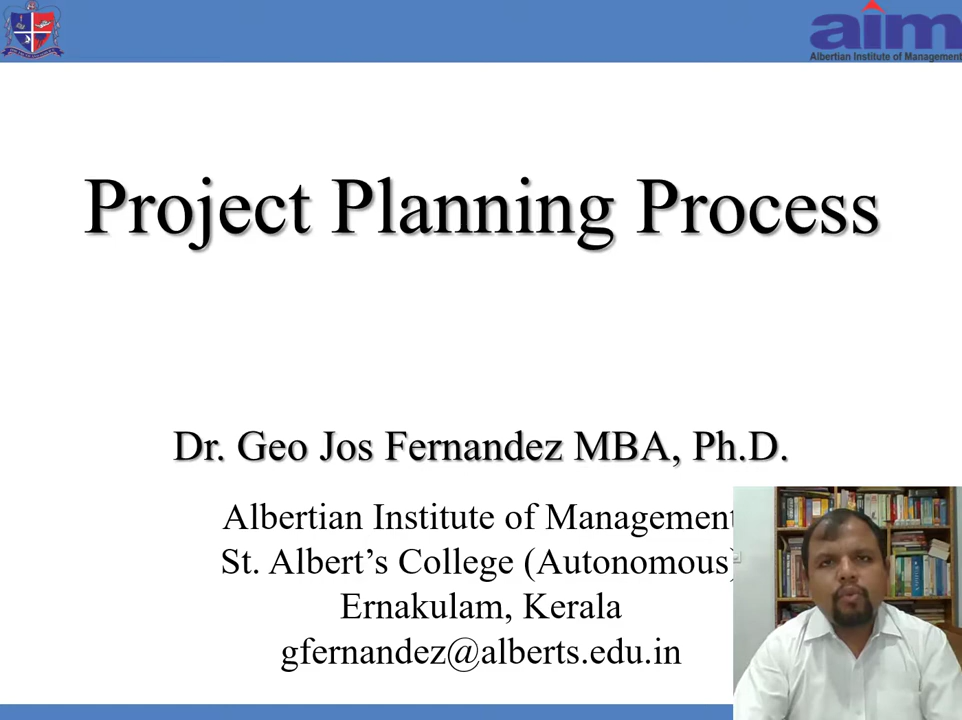 aim
Albertian Institute of Management
Project Planning Process
Dr. Geo Jos Fernandez MBA, Ph.D.
Albertian Institute of Management
St. Albert’s College (Autonomous)
Ernakulam, Kerala
gfernandez@alberts.edu.in